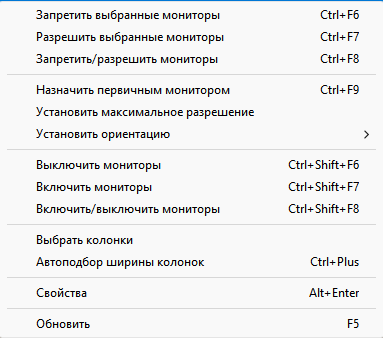 Запретить выбранные мониторы Ctrl+F6
Разрешить выбранные мониторы Ctrl+F7
Запретить/разрешить мониторы Ctrl+F8
Назначить первичным монитором Ctrl+F9
Установить максимальное разрешение
Установить ориентацию
Выключить мониторы Ctrl+Shift+F6
Включить мониторы Ctrl+Shift+F7
Включить/выключить мониторы Ctrl+Shift+F8
Выбрать колонки
Автоподбор ширины колонок Ctrl+Plus
Свойства Alt+Enter
Обновить F5